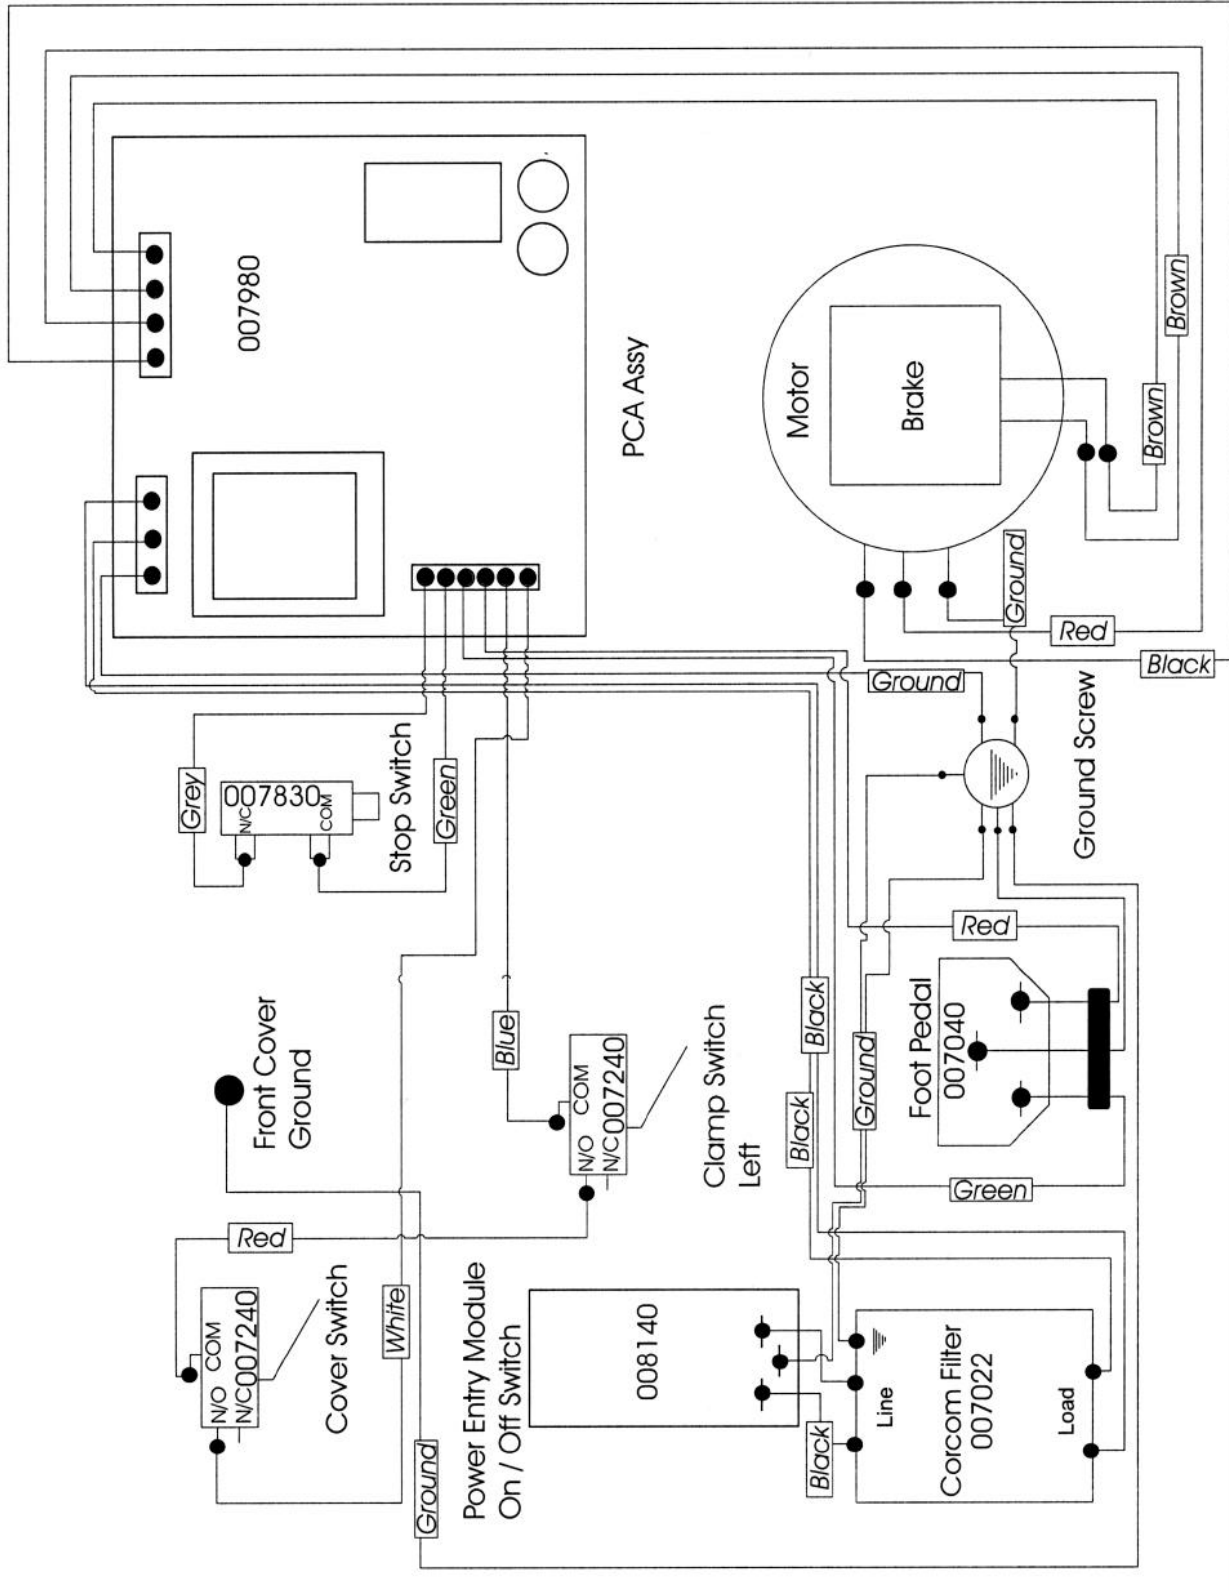 007980
PCA Assy
Motor
Brake
Brown
Brown
Ground
Red
Black
Ground
Ground Screw
Grey
007830
N/C
COM
Stop Switch
Green
Front Cover
Ground
Blue
N/O COM
N/C007240
Clamp Switch
Left
Black
Black
Ground
Red
Foot Pedal
007040
Green
Red
N/O COM
N/C007240
Cover Switch
White
Ground
Power Entry Module
On / Off Switch
008140
Black
Line
Corcom Filter
007022
Load